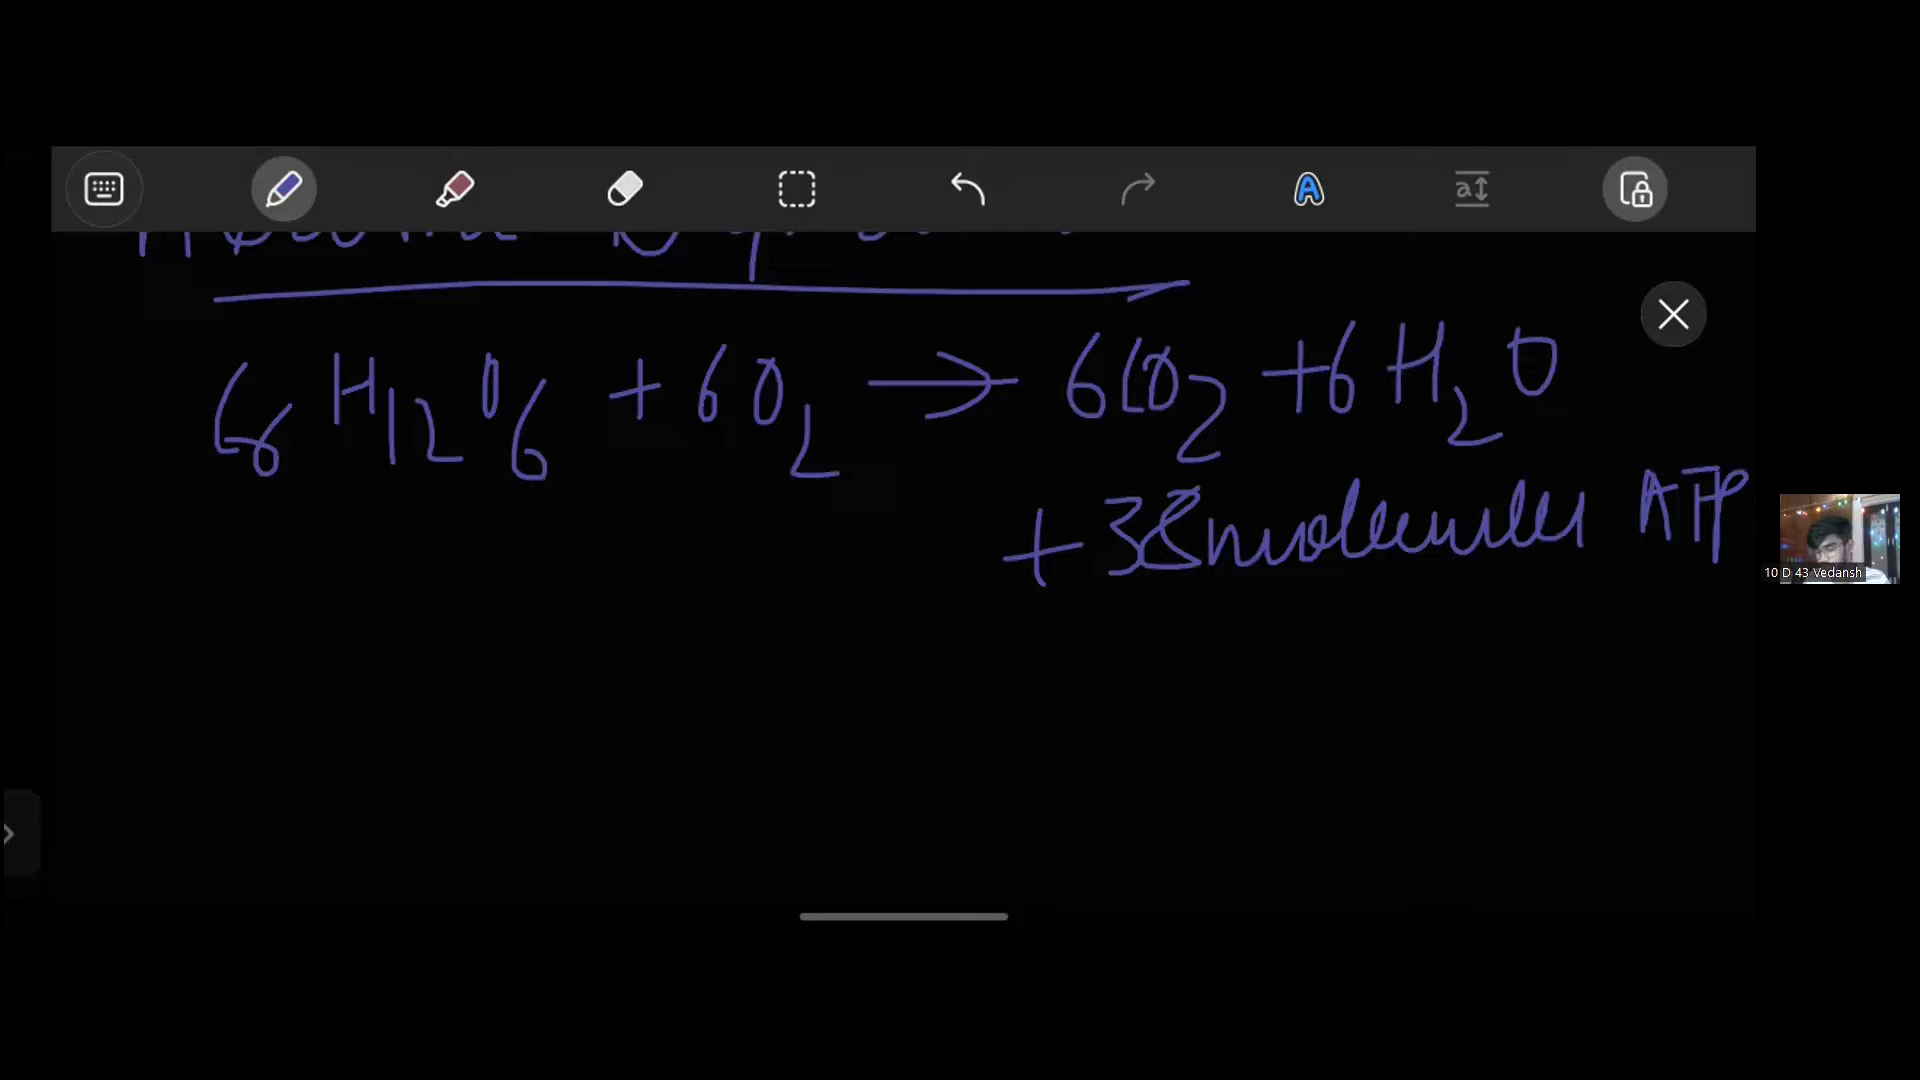 C₆H₁₂O₆ + 6O₂ → 6CO₂ + 6H₂O
+ 38 molecules ATP
10 D 43 Vedansh